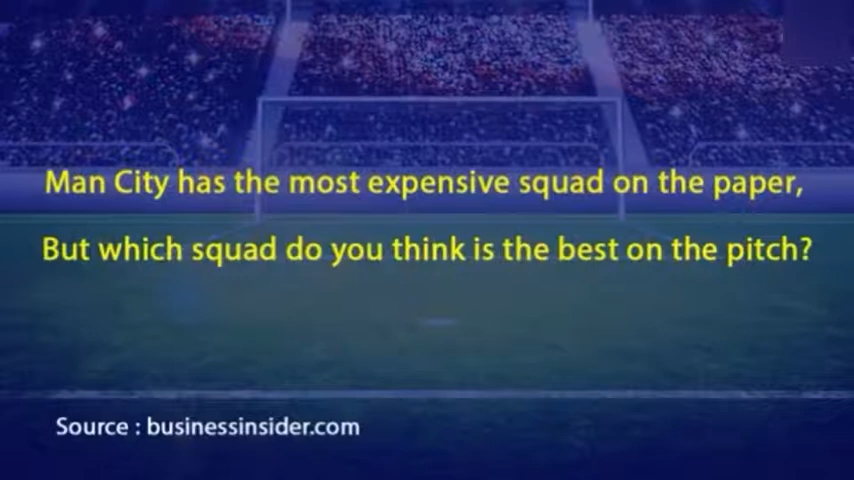 Man City has the most expensive squad on the paper,
But which squad do you think is the best on the pitch?
Source : businessinsider.com